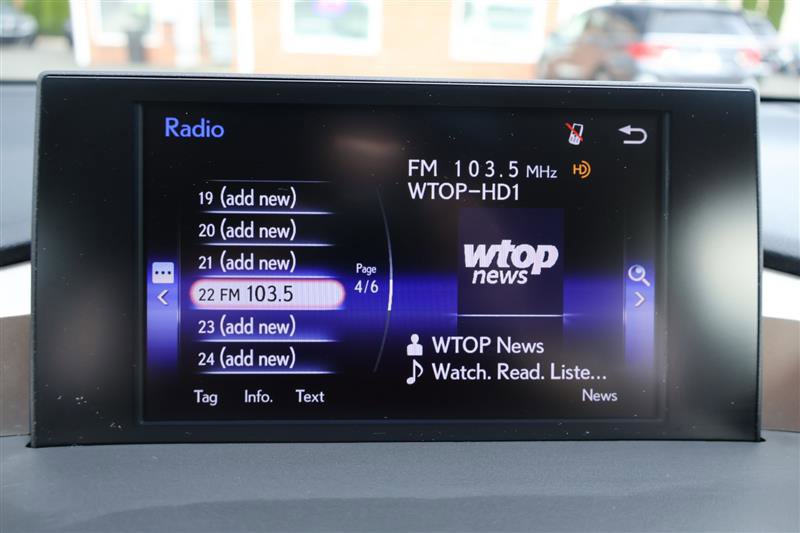 Radio
FM 103.5 MHz HD
WTOP-HD1
19 (add new)
20 (add new)
21 (add new)
22 FM 103.5
23 (add new)
24 (add new)
Page
4/6
wtop
news
WTOP News
Watch. Read. Liste...
Tag Info. Text
News